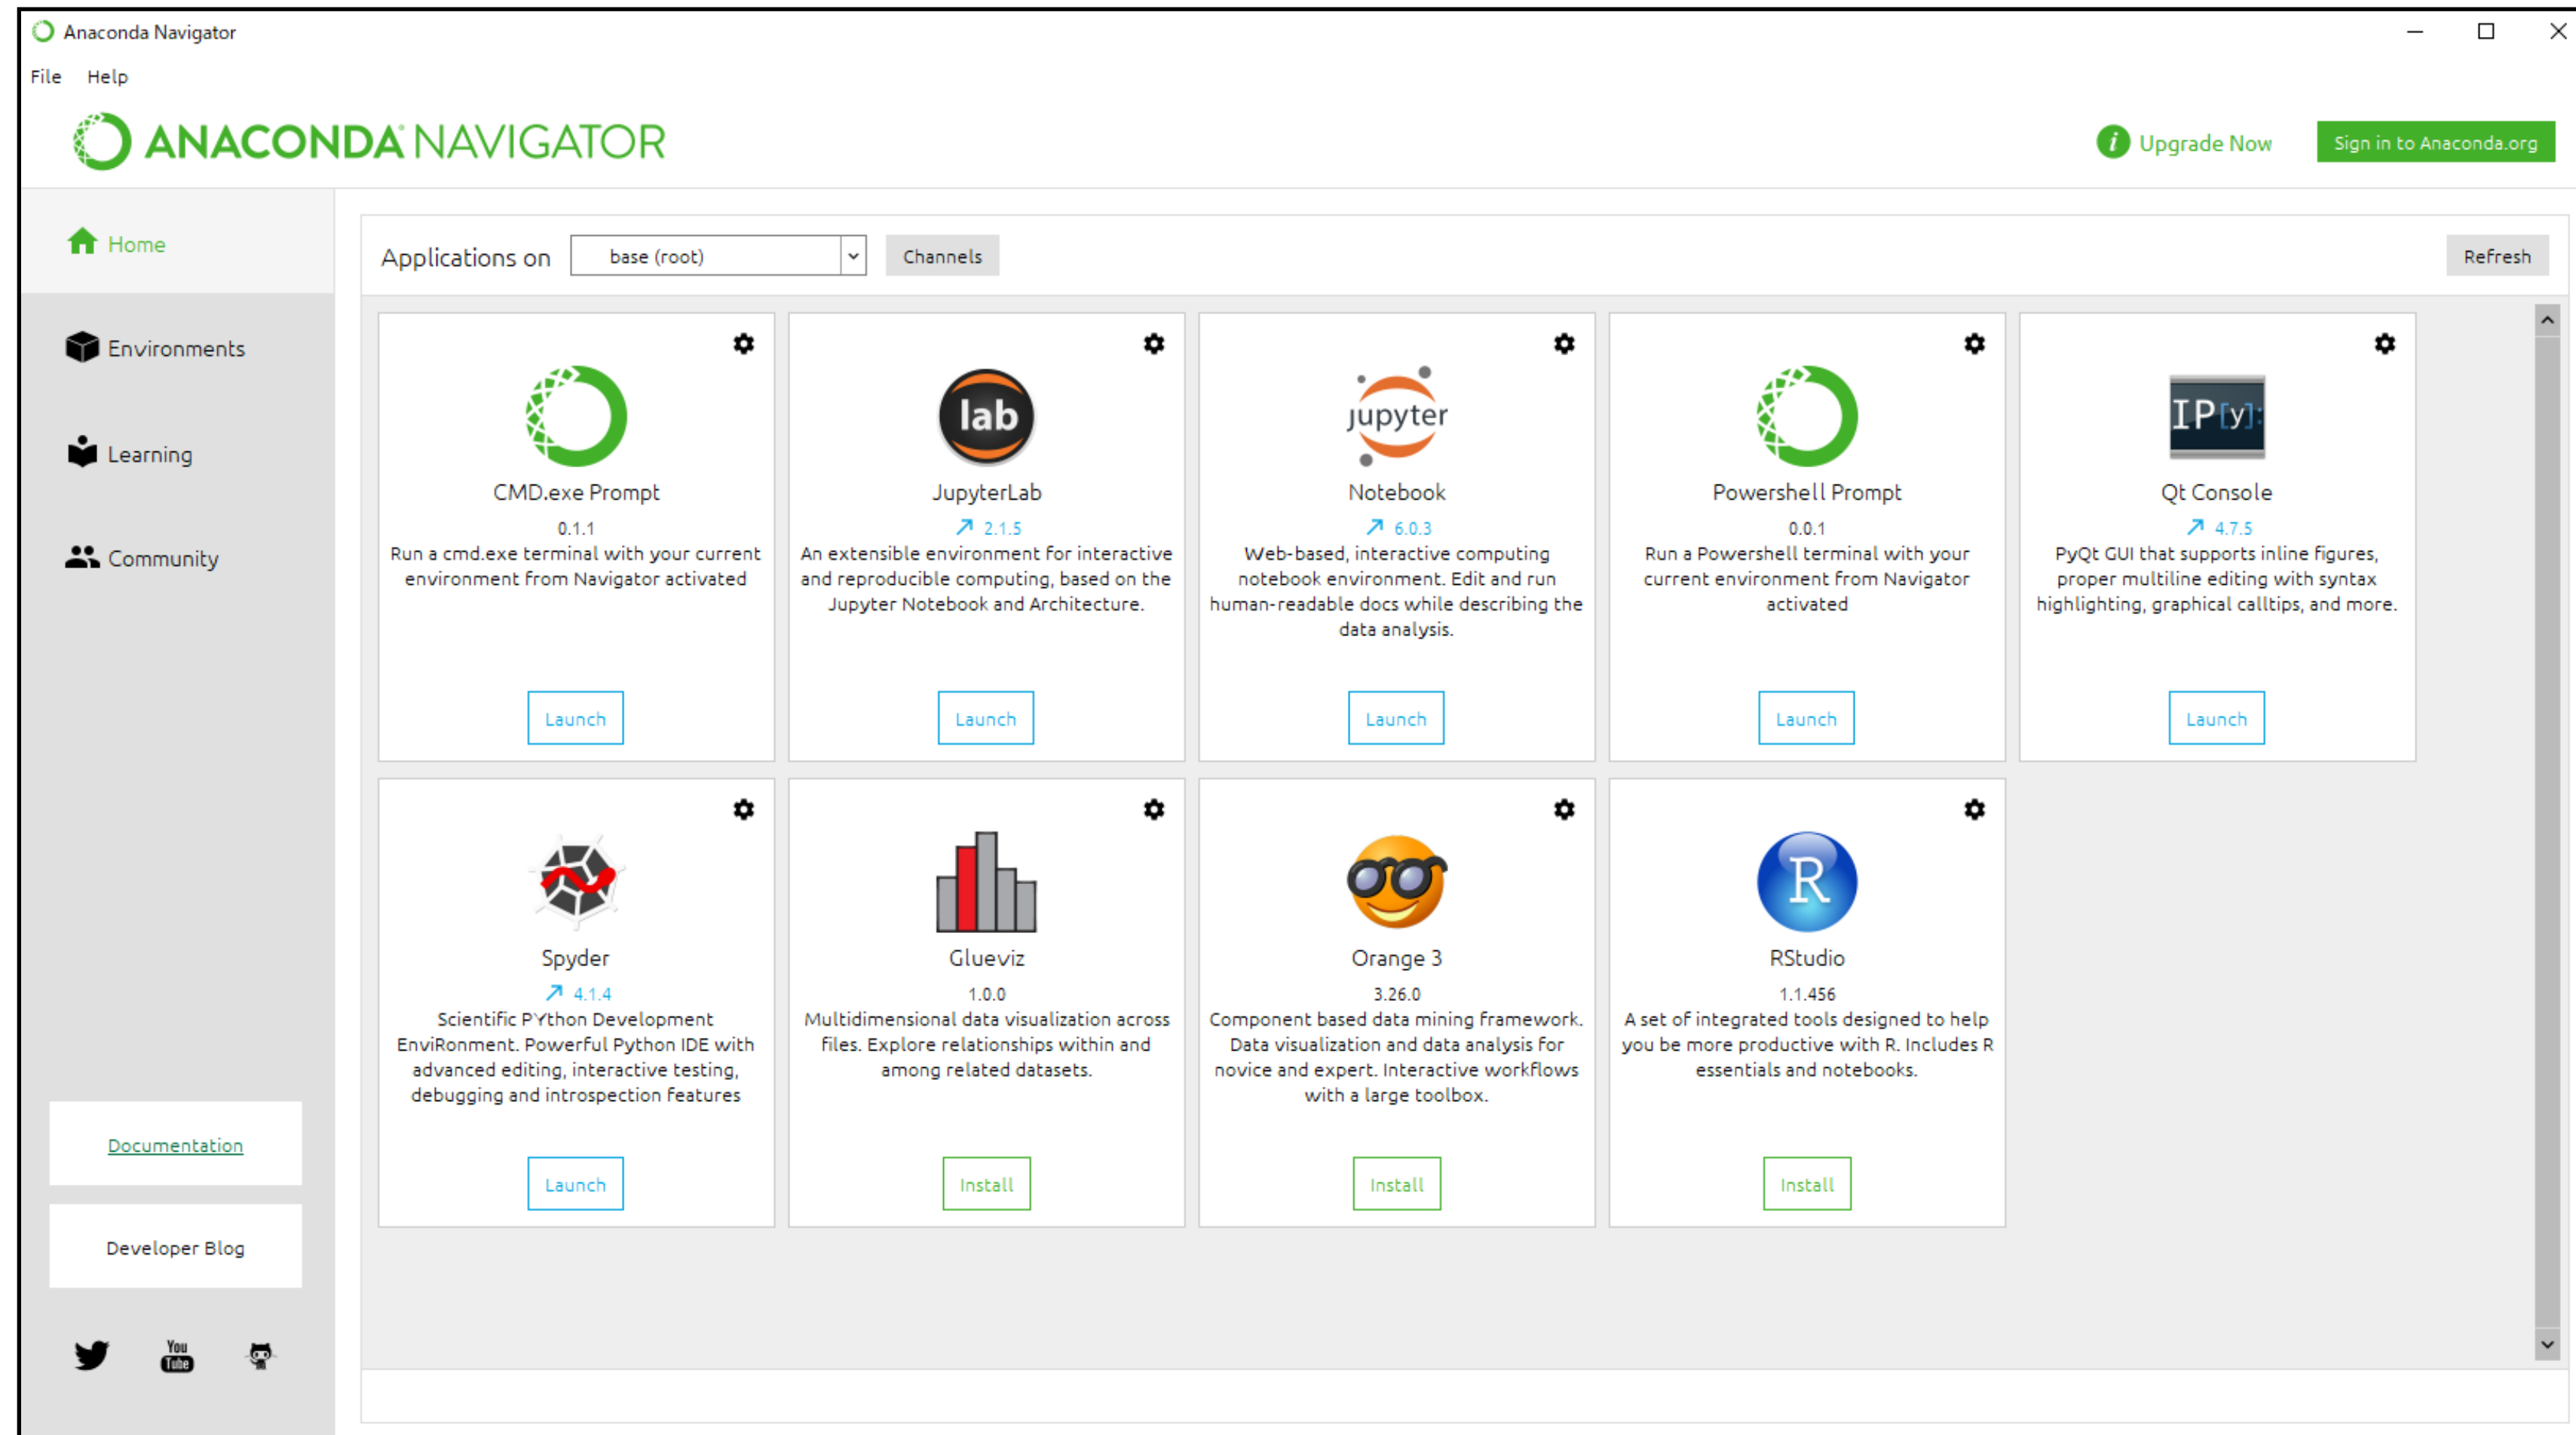 Anaconda Navigator
File Help
ANACONDA NAVIGATOR
i Upgrade Now
Sign in to Anaconda.org
Home
Environments
Learning
Community
Documentation
Developer Blog
You
Tube
Applications on base (root) Channels Refresh
CMD.exe Prompt
0.1.1
Run a cmd.exe terminal with your current
environment from Navigator activated
Launch
lab
JupyterLab
2.1.5
An extensible environment for interactive
and reproducible computing, based on the
Jupyter Notebook and Architecture.
Launch
jupyter
Notebook
6.0.3
Web-based, interactive computing
notebook environment. Edit and run
human-readable docs while describing the
data analysis.
Launch
Powershell Prompt
0.0.1
Run a Powershell terminal with your
current environment from Navigator
activated
Launch
IP[y]:
Qt Console
4.7.5
PyQt GUI that supports inline figures,
proper multiline editing with syntax
highlighting, graphical calltips, and more.
Launch
Spyder
4.1.4
Scientific PYthon Development
EnviRonment. Powerful Python IDE with
advanced editing, interactive testing,
debugging and introspection features
Launch
Glueviz
1.0.0
Multidimensional data visualization across
files. Explore relationships within and
among related datasets.
Install
Orange 3
3.26.0
Component based data mining framework.
Data visualization and data analysis for
novice and expert. Interactive workflows
with a large toolbox.
Install
R
RStudio
1.1.456
A set of integrated tools designed to help
you be more productive with R. Includes R
essentials and notebooks.
Install